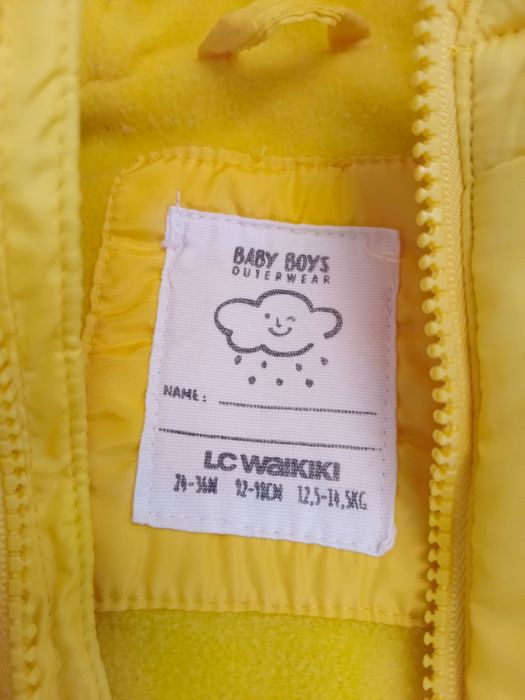 BABY BOYS
OUTERWEAR
NAME:
LC WAIKIKI
24-36M 92-98CM 12,5-14,5KG